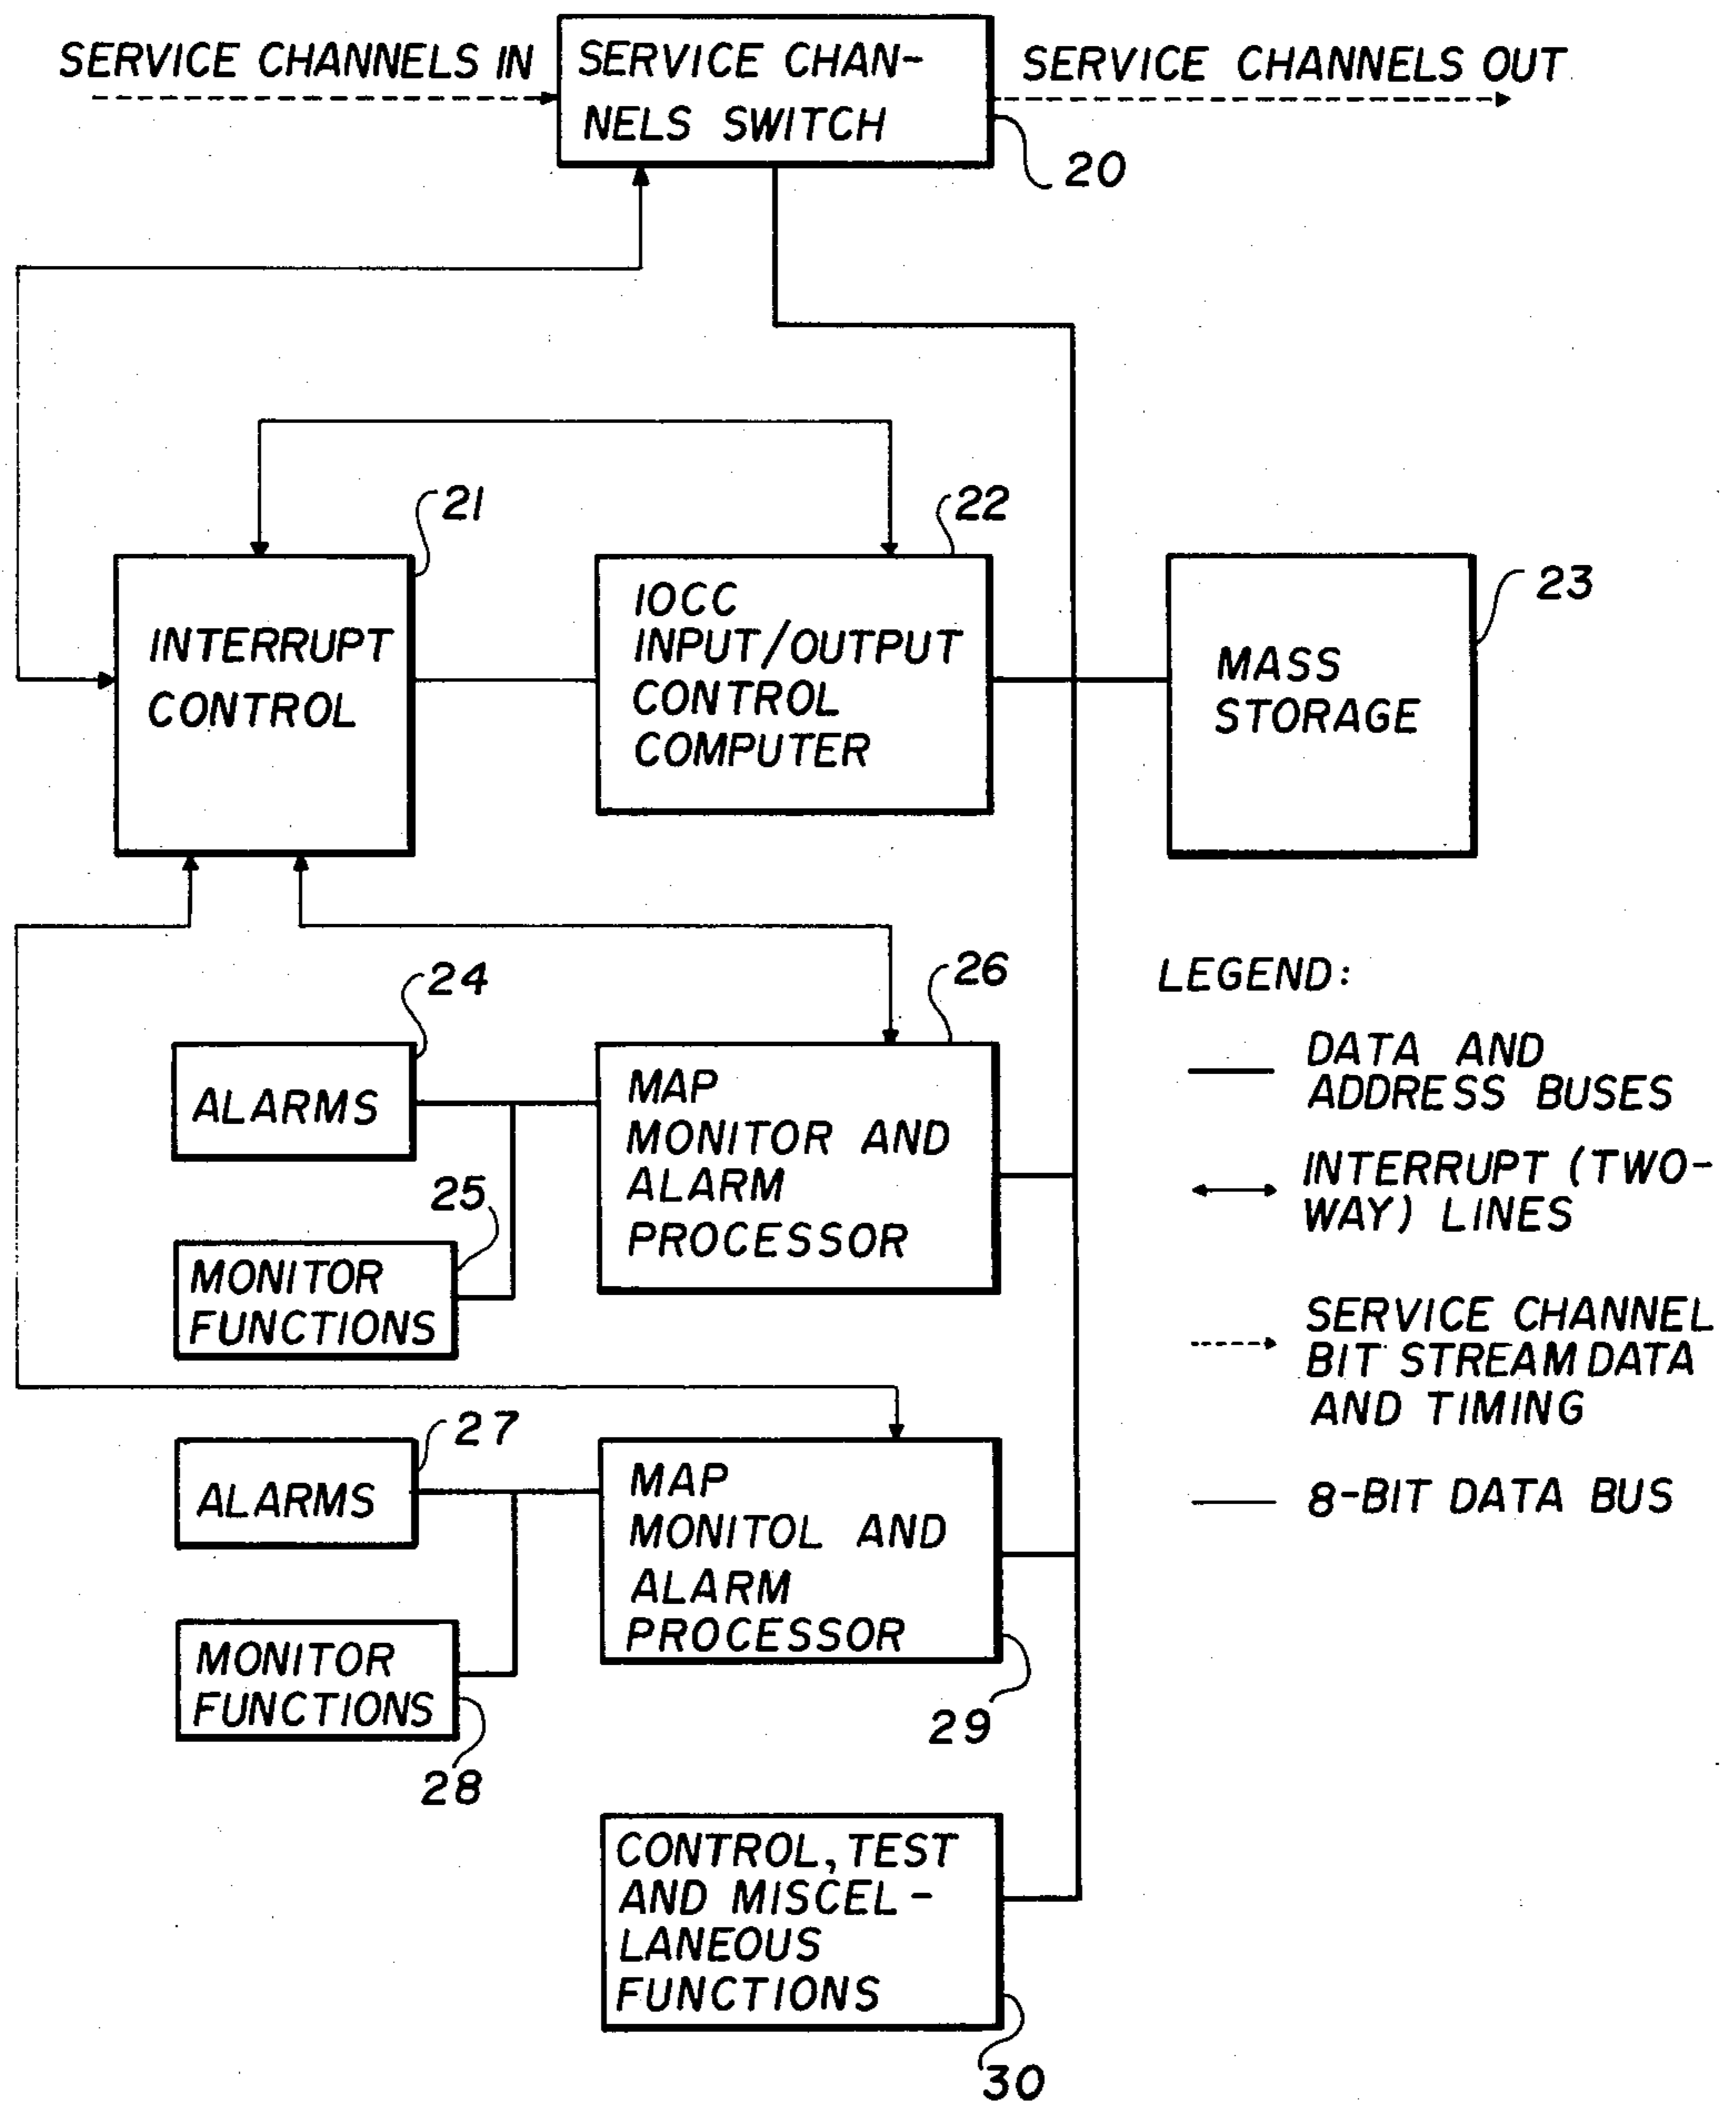 SERVICE CHANNELS IN
SERVICE CHAN-
NELS SWITCH
SERVICE CHANNELS OUT
20
21
INTERRUPT
CONTROL
22
IOCC
INPUT/OUTPUT
CONTROL
COMPUTER
23
MASS
STORAGE
24
ALARMS
25
MONITOR
FUNCTIONS
26
MAP
MONITOR AND
ALARM
PROCESSOR
27
ALARMS
MONITOR
FUNCTIONS
28
MAP
MONITOL AND
ALARM
PROCESSOR
29
CONTROL, TEST
AND MISCEL-
LANEOUS
FUNCTIONS
30
LEGEND:
DATA AND
ADDRESS BUSES
INTERRUPT (TWO-
WAY) LINES
SERVICE CHANNEL
BIT STREAM DATA
AND TIMING
8-BIT DATA BUS